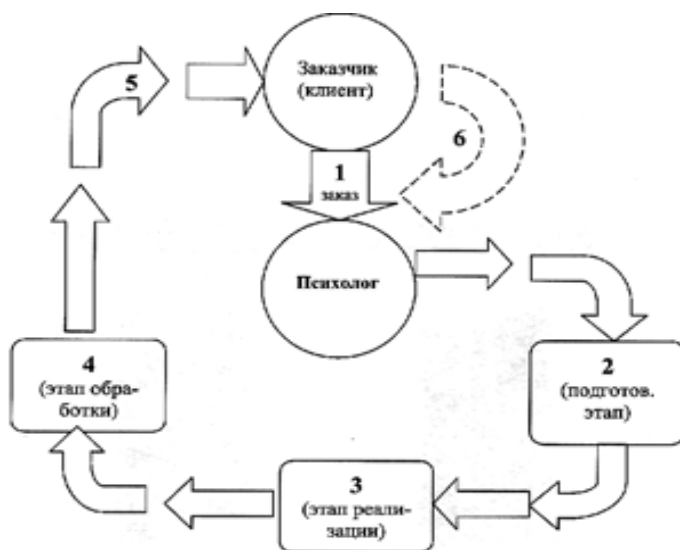 Заказчик
(клиент)
5
6
1
заказ
Психолог
4
(этап обра-
ботки)
2
(подготов.
этап)
3
(этап реали-
зации)